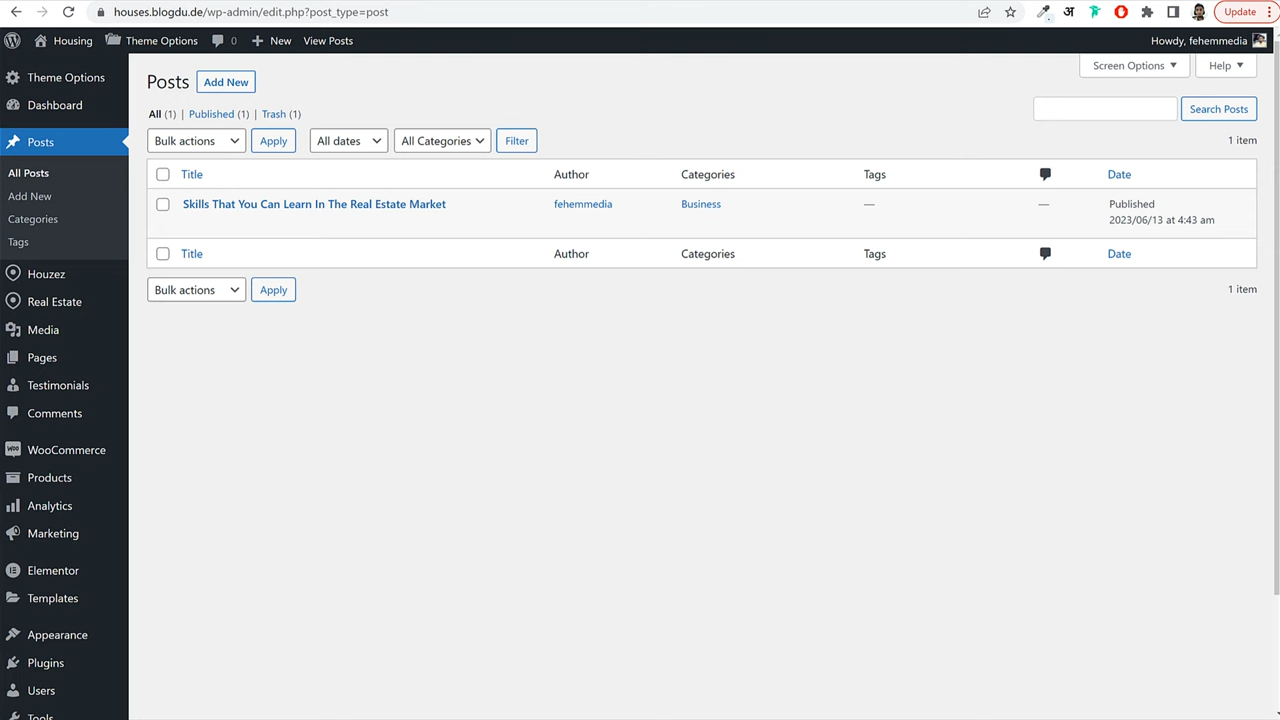 houses.blogdu.de/wp-admin/edit.php?post_type=post
अ
Update
Housing
Theme Options
0
New
View Posts
Howdy, fehemmedia
Theme Options
Dashboard
Posts
All Posts
Add New
Categories
Tags
Houzez
Real Estate
Media
Pages
Testimonials
Comments
WOO
WooCommerce
Products
Analytics
Marketing
Elementor
Templates
Appearance
Plugins
Users
Tools
Screen Options
Help
Posts
Add New
All (1) | Published (1) | Trash (1)
Search Posts
Bulk actions
Apply
All dates
All Categories
Filter
1 item
Title Author Categories Tags Date
Skills That You Can Learn In The Real Estate Market fehemmedia Business — — Published
2023/06/13 at 4:43 am
Title Author Categories Tags Date
Bulk actions
Apply
1 item